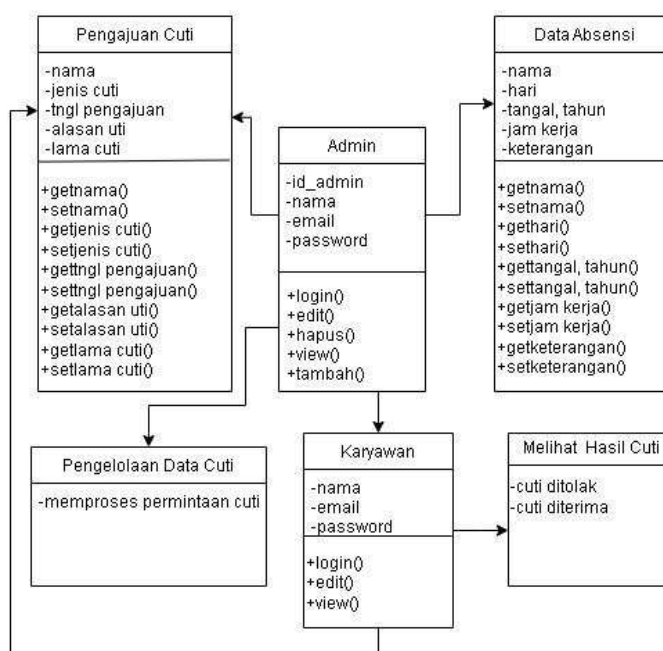 Pengajuan Cuti
-nama
-jenis cuti
-tngl pengajuan
-alasan uti
-lama cuti
+getnama()
+setnama()
+getjenis cuti()
+setjenis cuti()
+gettngl pengajuan()
+settngl pengajuan()
+getalasan uti()
+setalasan uti()
+getlama cuti()
+setlama cuti()
Admin
-id_admin
-nama
-email
-password
+login()
+edit()
+hapus()
+view()
+tambah()
Data Absensi
-nama
-hari
-tangal, tahun
-jam kerja
-keterangan
+getnama()
+setnama()
+gethari()
+sethari()
+gettangal, tahun()
+settangal, tahun()
+getjam kerja()
+setjam kerja()
+getketerangan()
+setketerangan()
Pengelolaan Data Cuti
-memproses permintaan cuti
Karyawan
-nama
-email
-password
+login()
+edit()
+view()
Melihat Hasil Cuti
-cuti ditolak
-cuti diterima